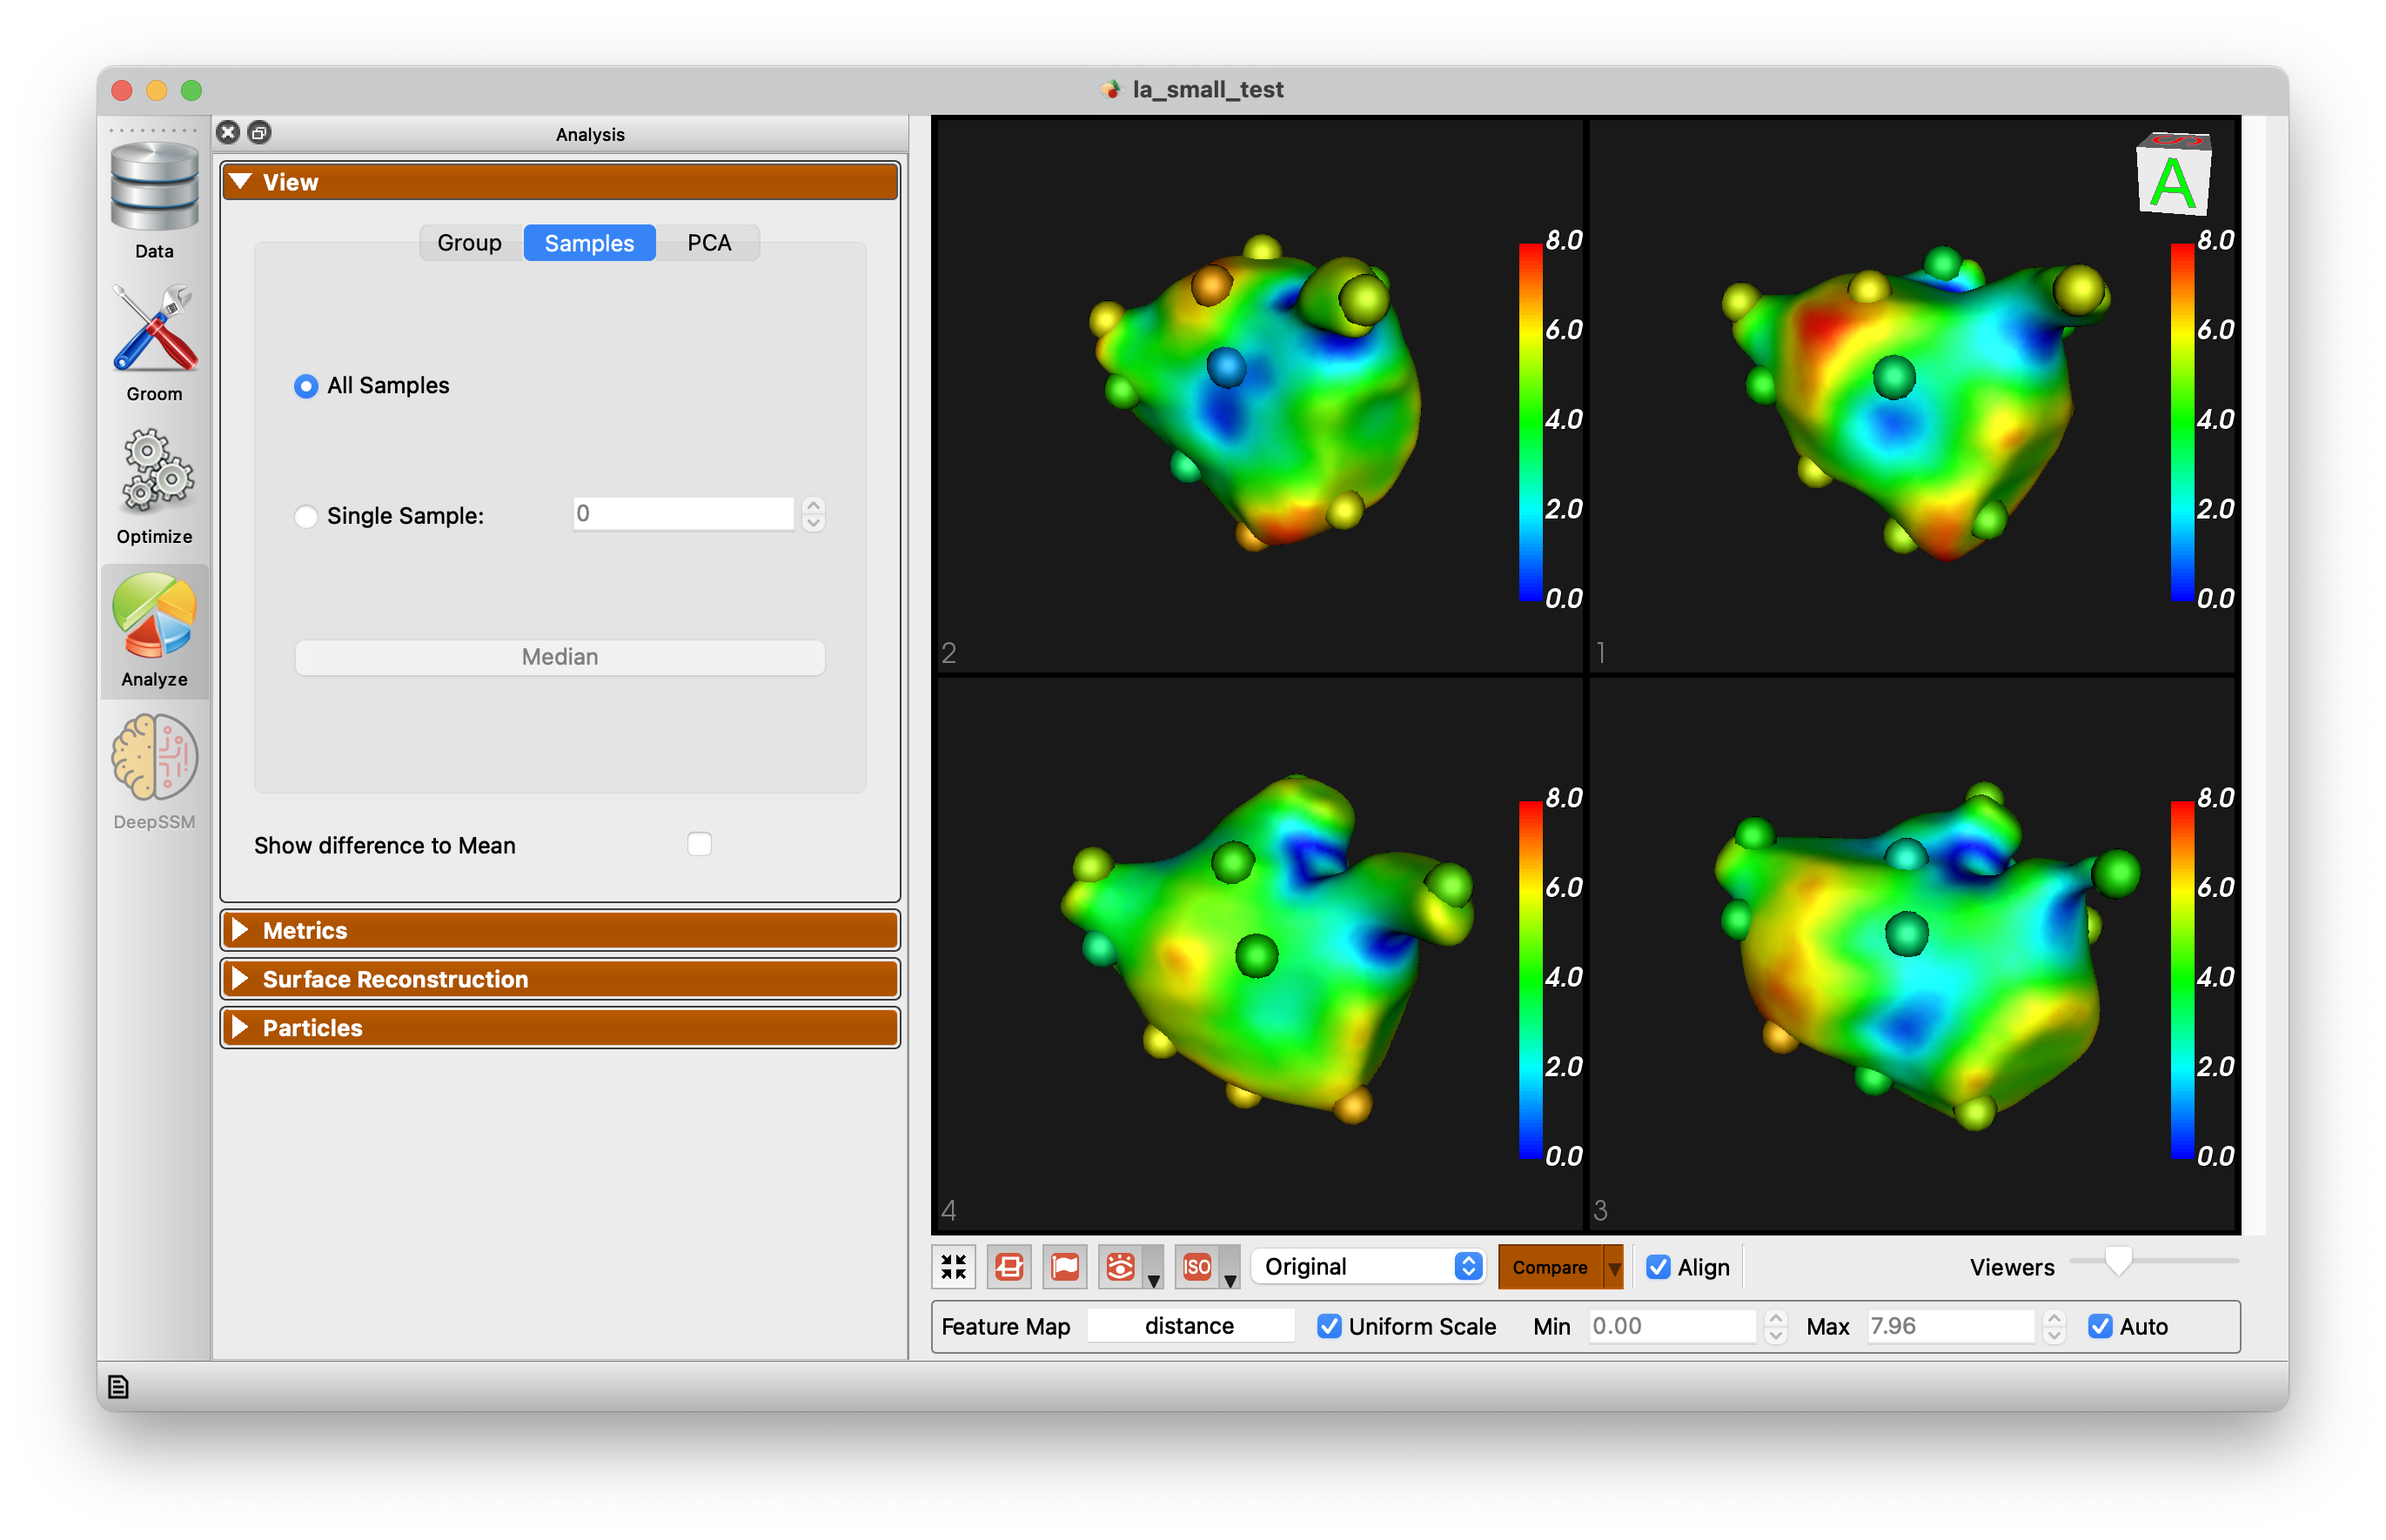 la_small_test
Analysis
Data
Groom
Optimize
Analyze
DeepSSM
View
Group Samples PCA
All Samples
Single Sample: 0
Median
Show difference to Mean
Metrics
Surface Reconstruction
Particles
8.0
6.0
4.0
2.0
0.0
2
S
A
8.0
6.0
4.0
2.0
0.0
1
8.0
6.0
4.0
2.0
0.0
4
8.0
6.0
4.0
2.0
0.0
3
ISO Original Compare Align Viewers
Feature Map distance Uniform Scale Min 0.00 Max 7.96 Auto